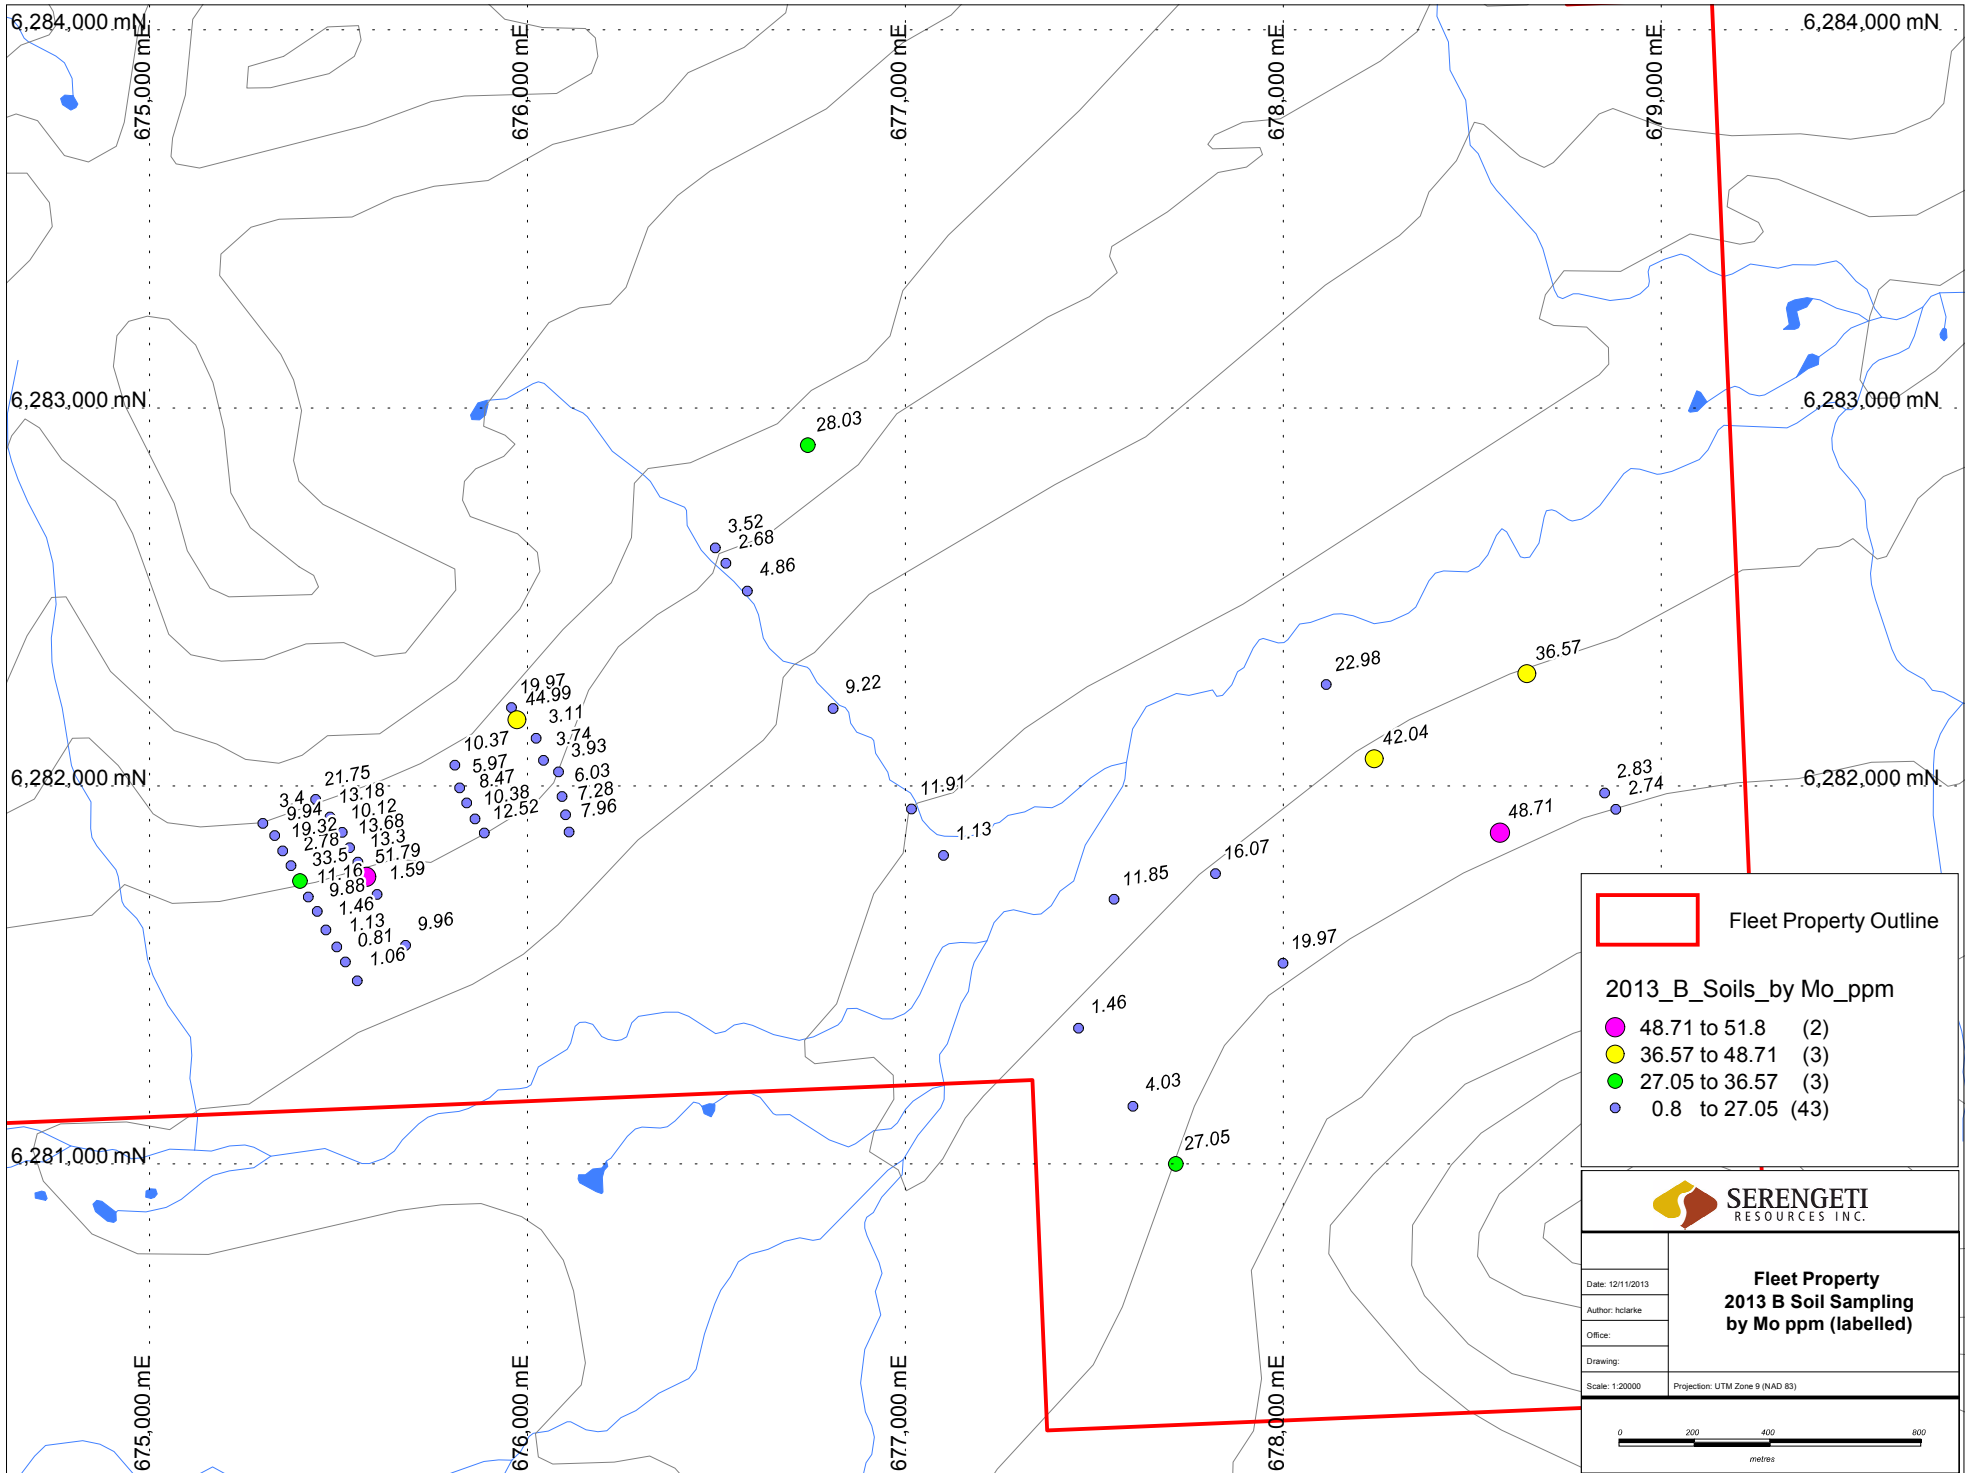 6,284,000 mN
6,284,000 mN
675,000 mE
676,000 mE
677,000 mE
678,000 mE
679,000 mE
6,283,000 mN
6,283,000 mN
28.03
3.52
2.68
4.86
36.57
22.98
19.97
9.22
44.99
3.11
42.04
3.74
10.37
3.93
5.97
6.03
2.83
6,282,000 mN
21.75
8.47
7.28
11.91
2.74
6,282,000 mN
3.4
13.18
10.38
7.96
48.71
9.94
10.12
12.52
19.32
13.68
1.13
2.78
13.3
16.07
33.5
51.79
11.85
11.16
1.59
9.88
1.46
9.96
1.13
0.81
19.97
1.06
1.46
4.03
27.05
6,281,000 mN
675,000 mE
676,000 mE
677,000 mE
678,000 mE
Fleet Property Outline
2013_B_Soils_by Mo_ppm
48.71 to 51.8 (2)
36.57 to 48.71 (3)
27.05 to 36.57 (3)
0.8 to 27.05 (43)
SERENGETI
RESOURCES INC.
Date: 12/11/2013
Author: hclarke
Office:
Drawing:
Scale: 1:20000
Fleet Property
2013 B Soil Sampling
by Mo ppm (labelled)
Projection: UTM Zone 9 (NAD 83)
0 200 400 800
metres